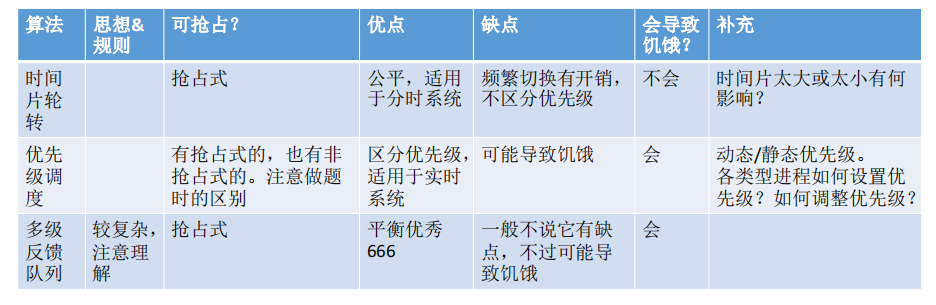 算法
思想&
规则
可抢占?
优点
缺点
会导致
饥饿?
补充
时间
片轮
转
抢占式
公平，适用
于分时系统
频繁切换有开销，
不区分优先级
不会
时间片太大或太小有何
影响?
优先
级调
度
有抢占式的，也有非
抢占式的。注意做题
时的区别
区分优先级，
适用于实时
系统
可能导致饥饿
会
动态/静态优先级。
各类型进程如何设置优
先级？如何调整优先级？
多级
反馈
队列
较复杂，
注意理
解
抢占式
平衡优秀
666
一般不说它有缺
点，不过可能导
致饥饿
会